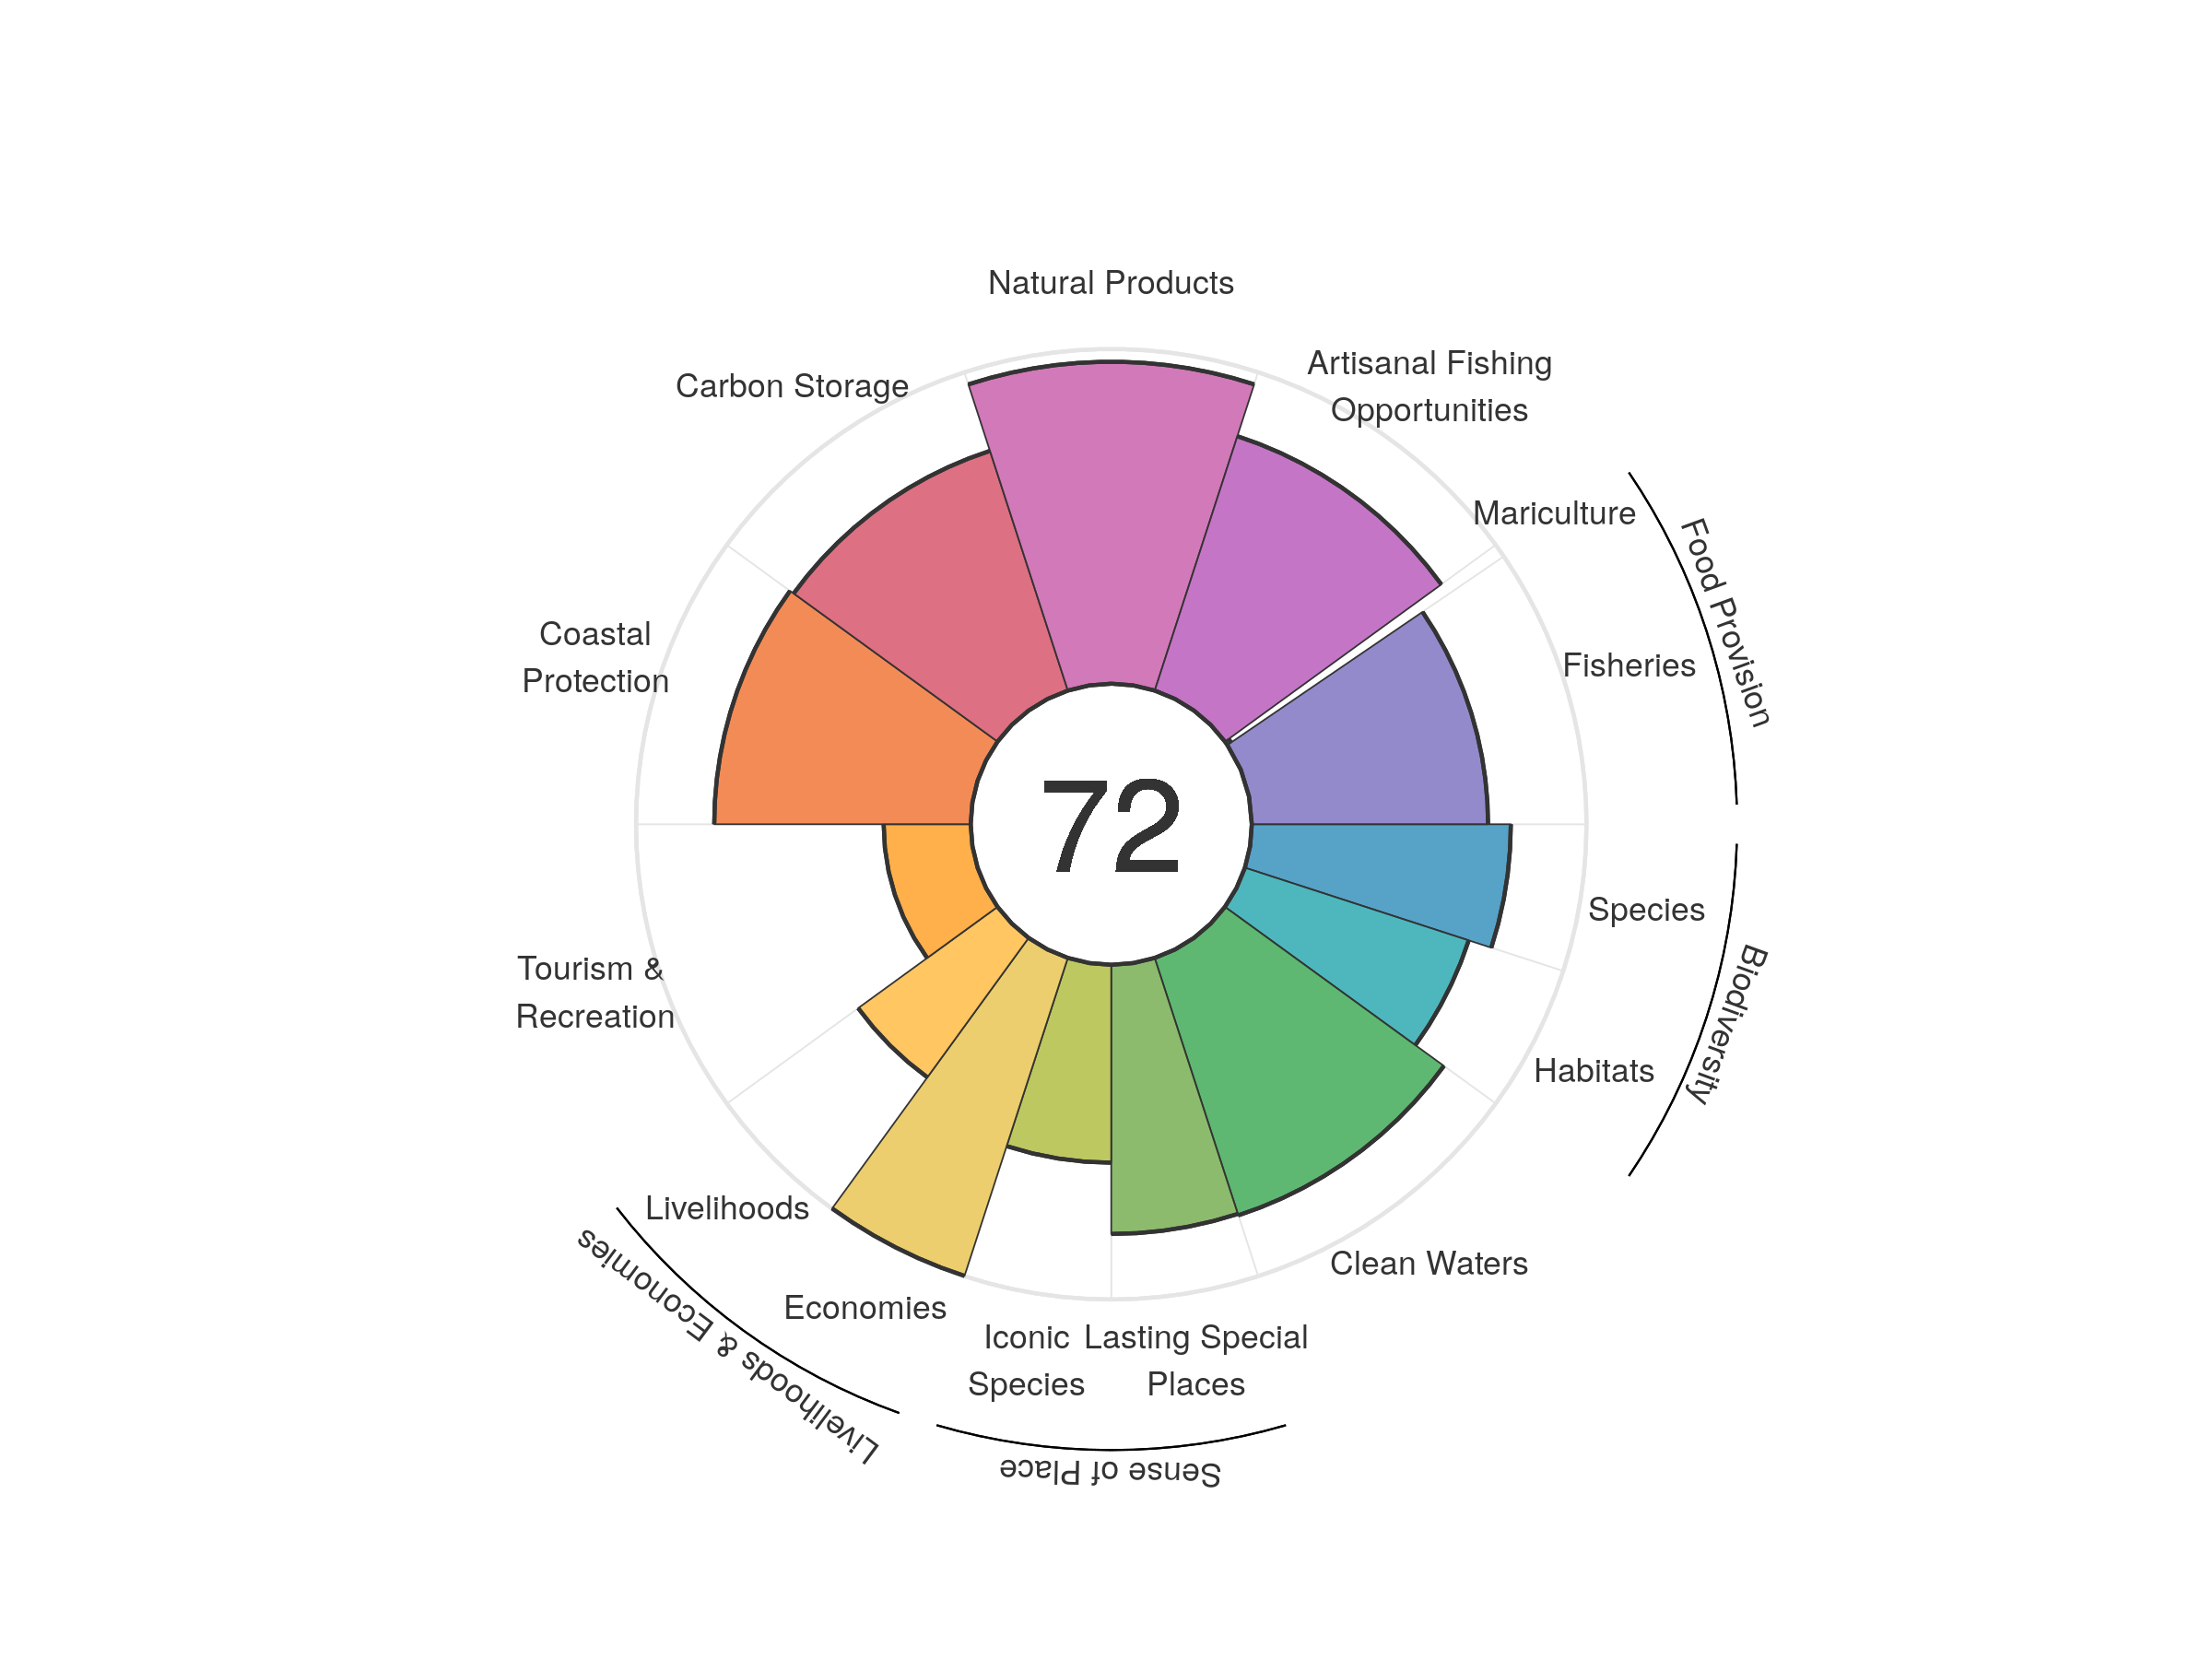 Natural Products
Artisanal Fishing
Opportunities
Carbon Storage
Mariculture
Food Provision
Fisheries
Coastal
Protection
72
Species
Biodiversity
Tourism &
Recreation
Habitats
Livelihoods
Clean Waters
Livelihoods & Economies
Economies
Iconic
Species
Lasting Special
Places
Sense of Place